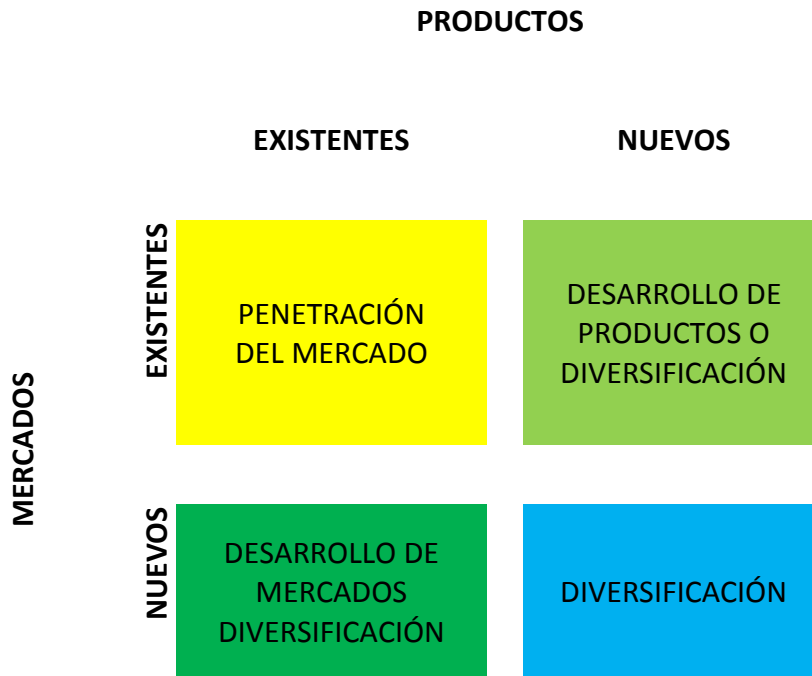 PRODUCTOS
EXISTENTES
NUEVOS
MERCADOS
EXISTENTES
PENETRACIÓN
DEL MERCADO
DESARROLLO DE
PRODUCTOS O
DIVERSIFICACIÓN
NUEVOS
DESARROLLO DE
MERCADOS
DIVERSIFICACIÓN
DIVERSIFICACIÓN